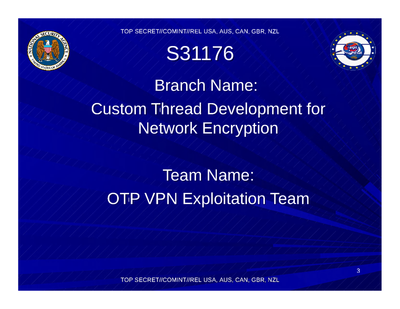 TOP SECRET//COMINT//REL USA, AUS, CAN, GBR, NZL
S31176
Branch Name:
Custom Thread Development for
Network Encryption
Team Name:
OTP VPN Exploitation Team
3
TOP SECRET//COMINT//REL USA, AUS, CAN, GBR, NZL